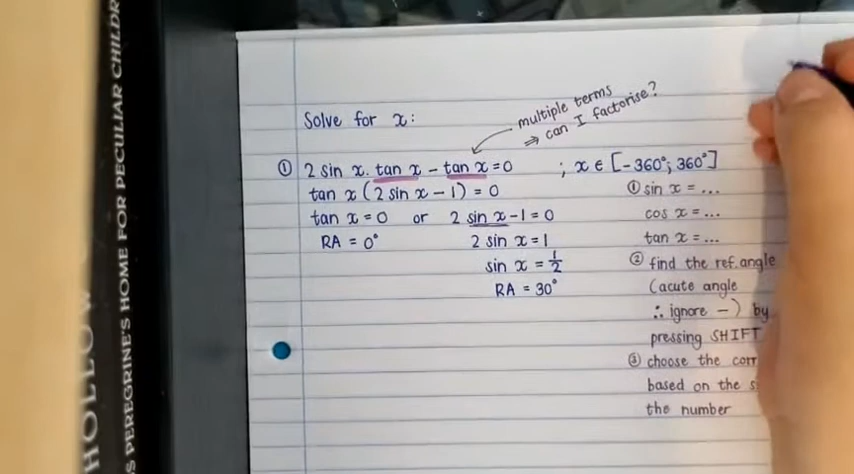 HOLLOW
S PEREGRINE'S HOME FOR PECULIAR CHILDR
Solve for x:
multiple terms
⇒ can I factorise?
① 2 sin x. tan x − tan x = 0 ; x ∈ [−360°; 360°]
tan x (2 sin x − 1) = 0
tan x = 0 or 2 sin x − 1 = 0
RA = 0° 2 sin x = 1
sin x = 1/2
RA = 30°
① sin x = ...
cos x = ...
tan x = ...
② find the ref. angle
(acute angle
∴ ignore −) by
pressing SHIFT
③ choose the corr
based on the s
the number